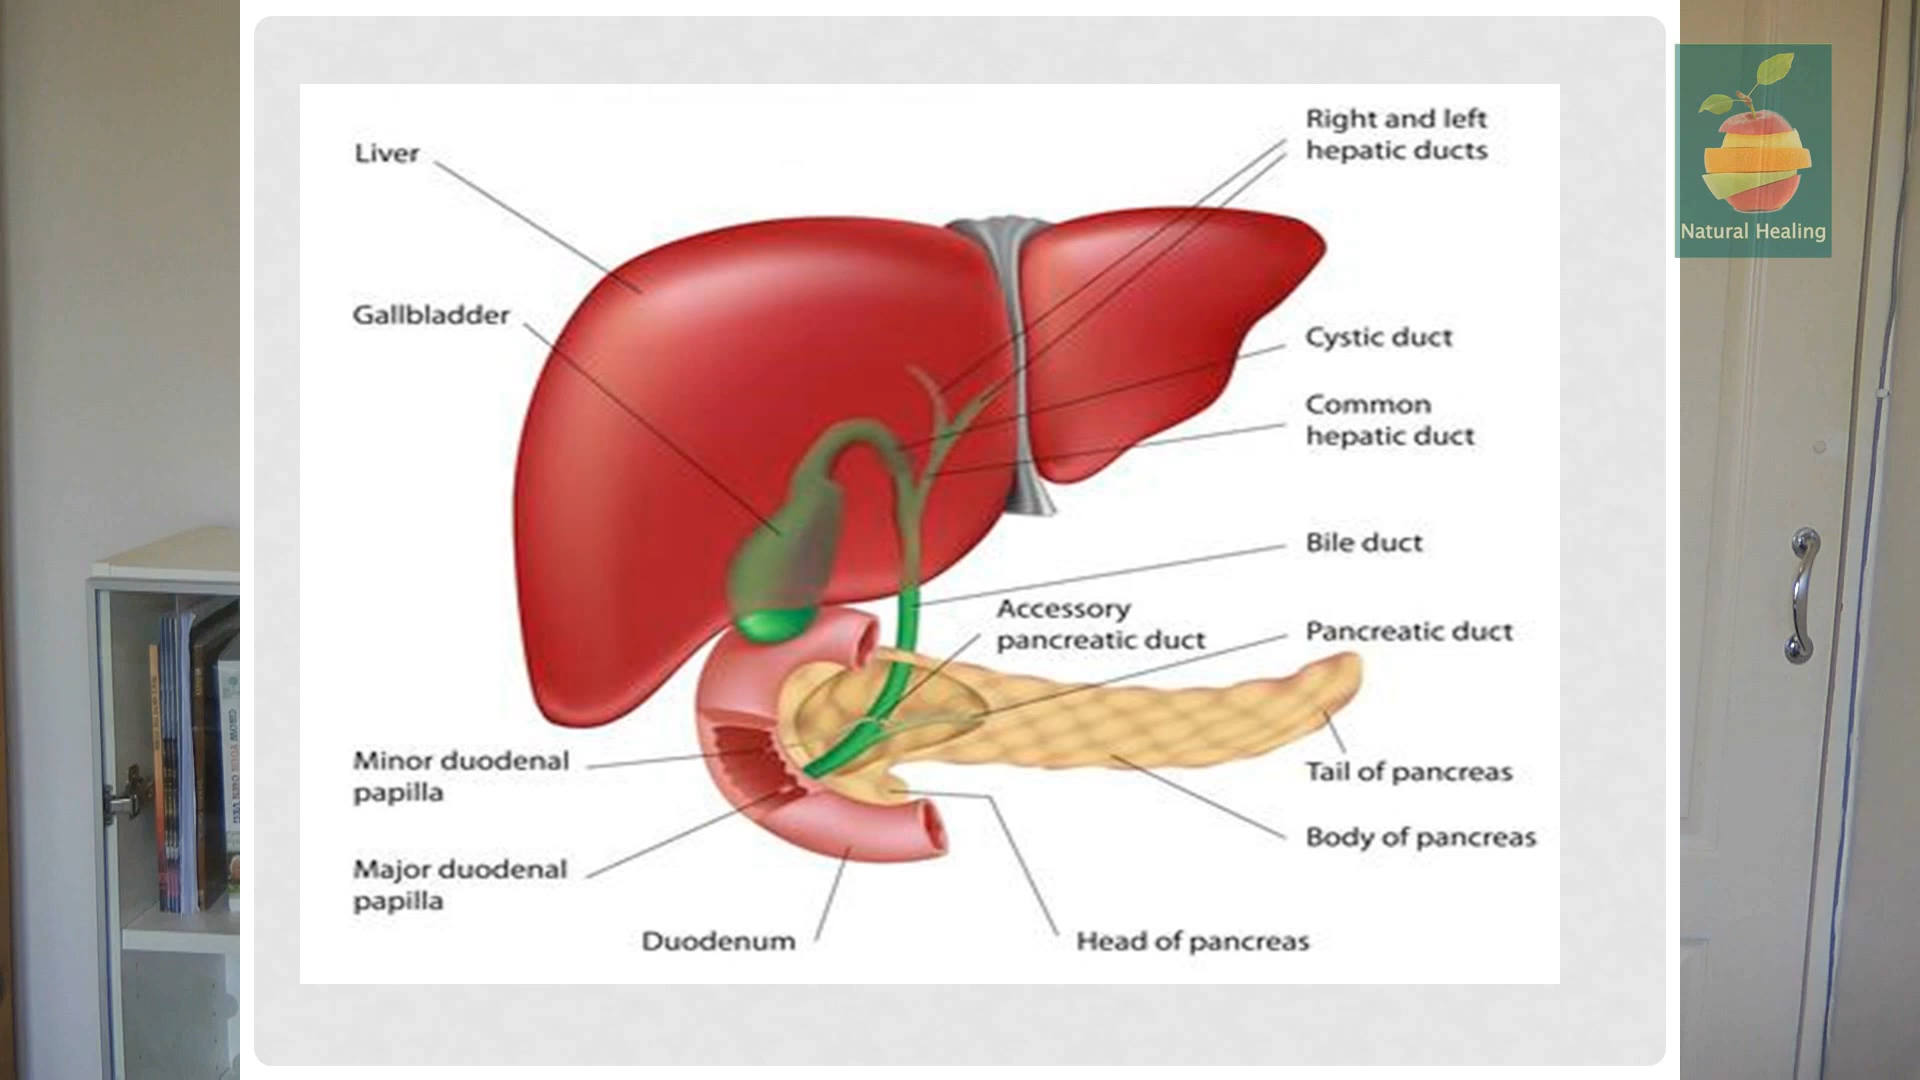 Liver
Gallbladder
Right and left
hepatic ducts
Cystic duct
Common
hepatic duct
Bile duct
Accessory
pancreatic duct
Pancreatic duct
Tail of pancreas
Body of pancreas
Head of pancreas
Minor duodenal
papilla
Major duodenal
papilla
Duodenum
Natural Healing